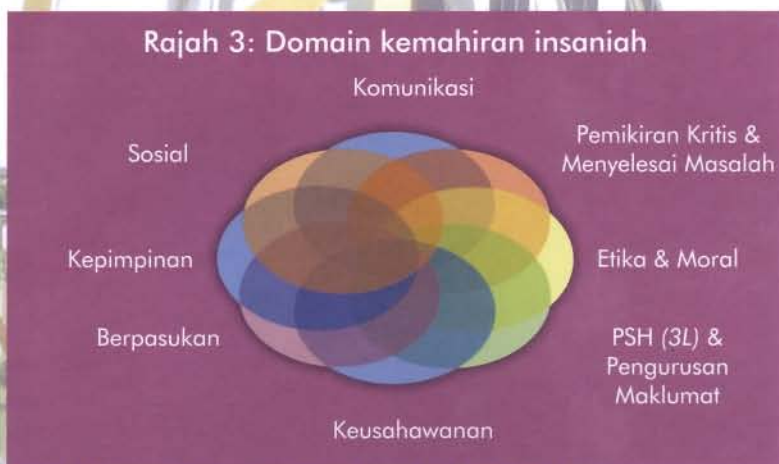 Rajah 3: Domain kemahiran insaniah
Komunikasi
Pemikiran Kritis &
Menyelesai Masalah
Sosial
Kepimpinan
Etika & Moral
Berpasukan
PSH (3L) &
Pengurusan
Maklumat
Keusahawanan